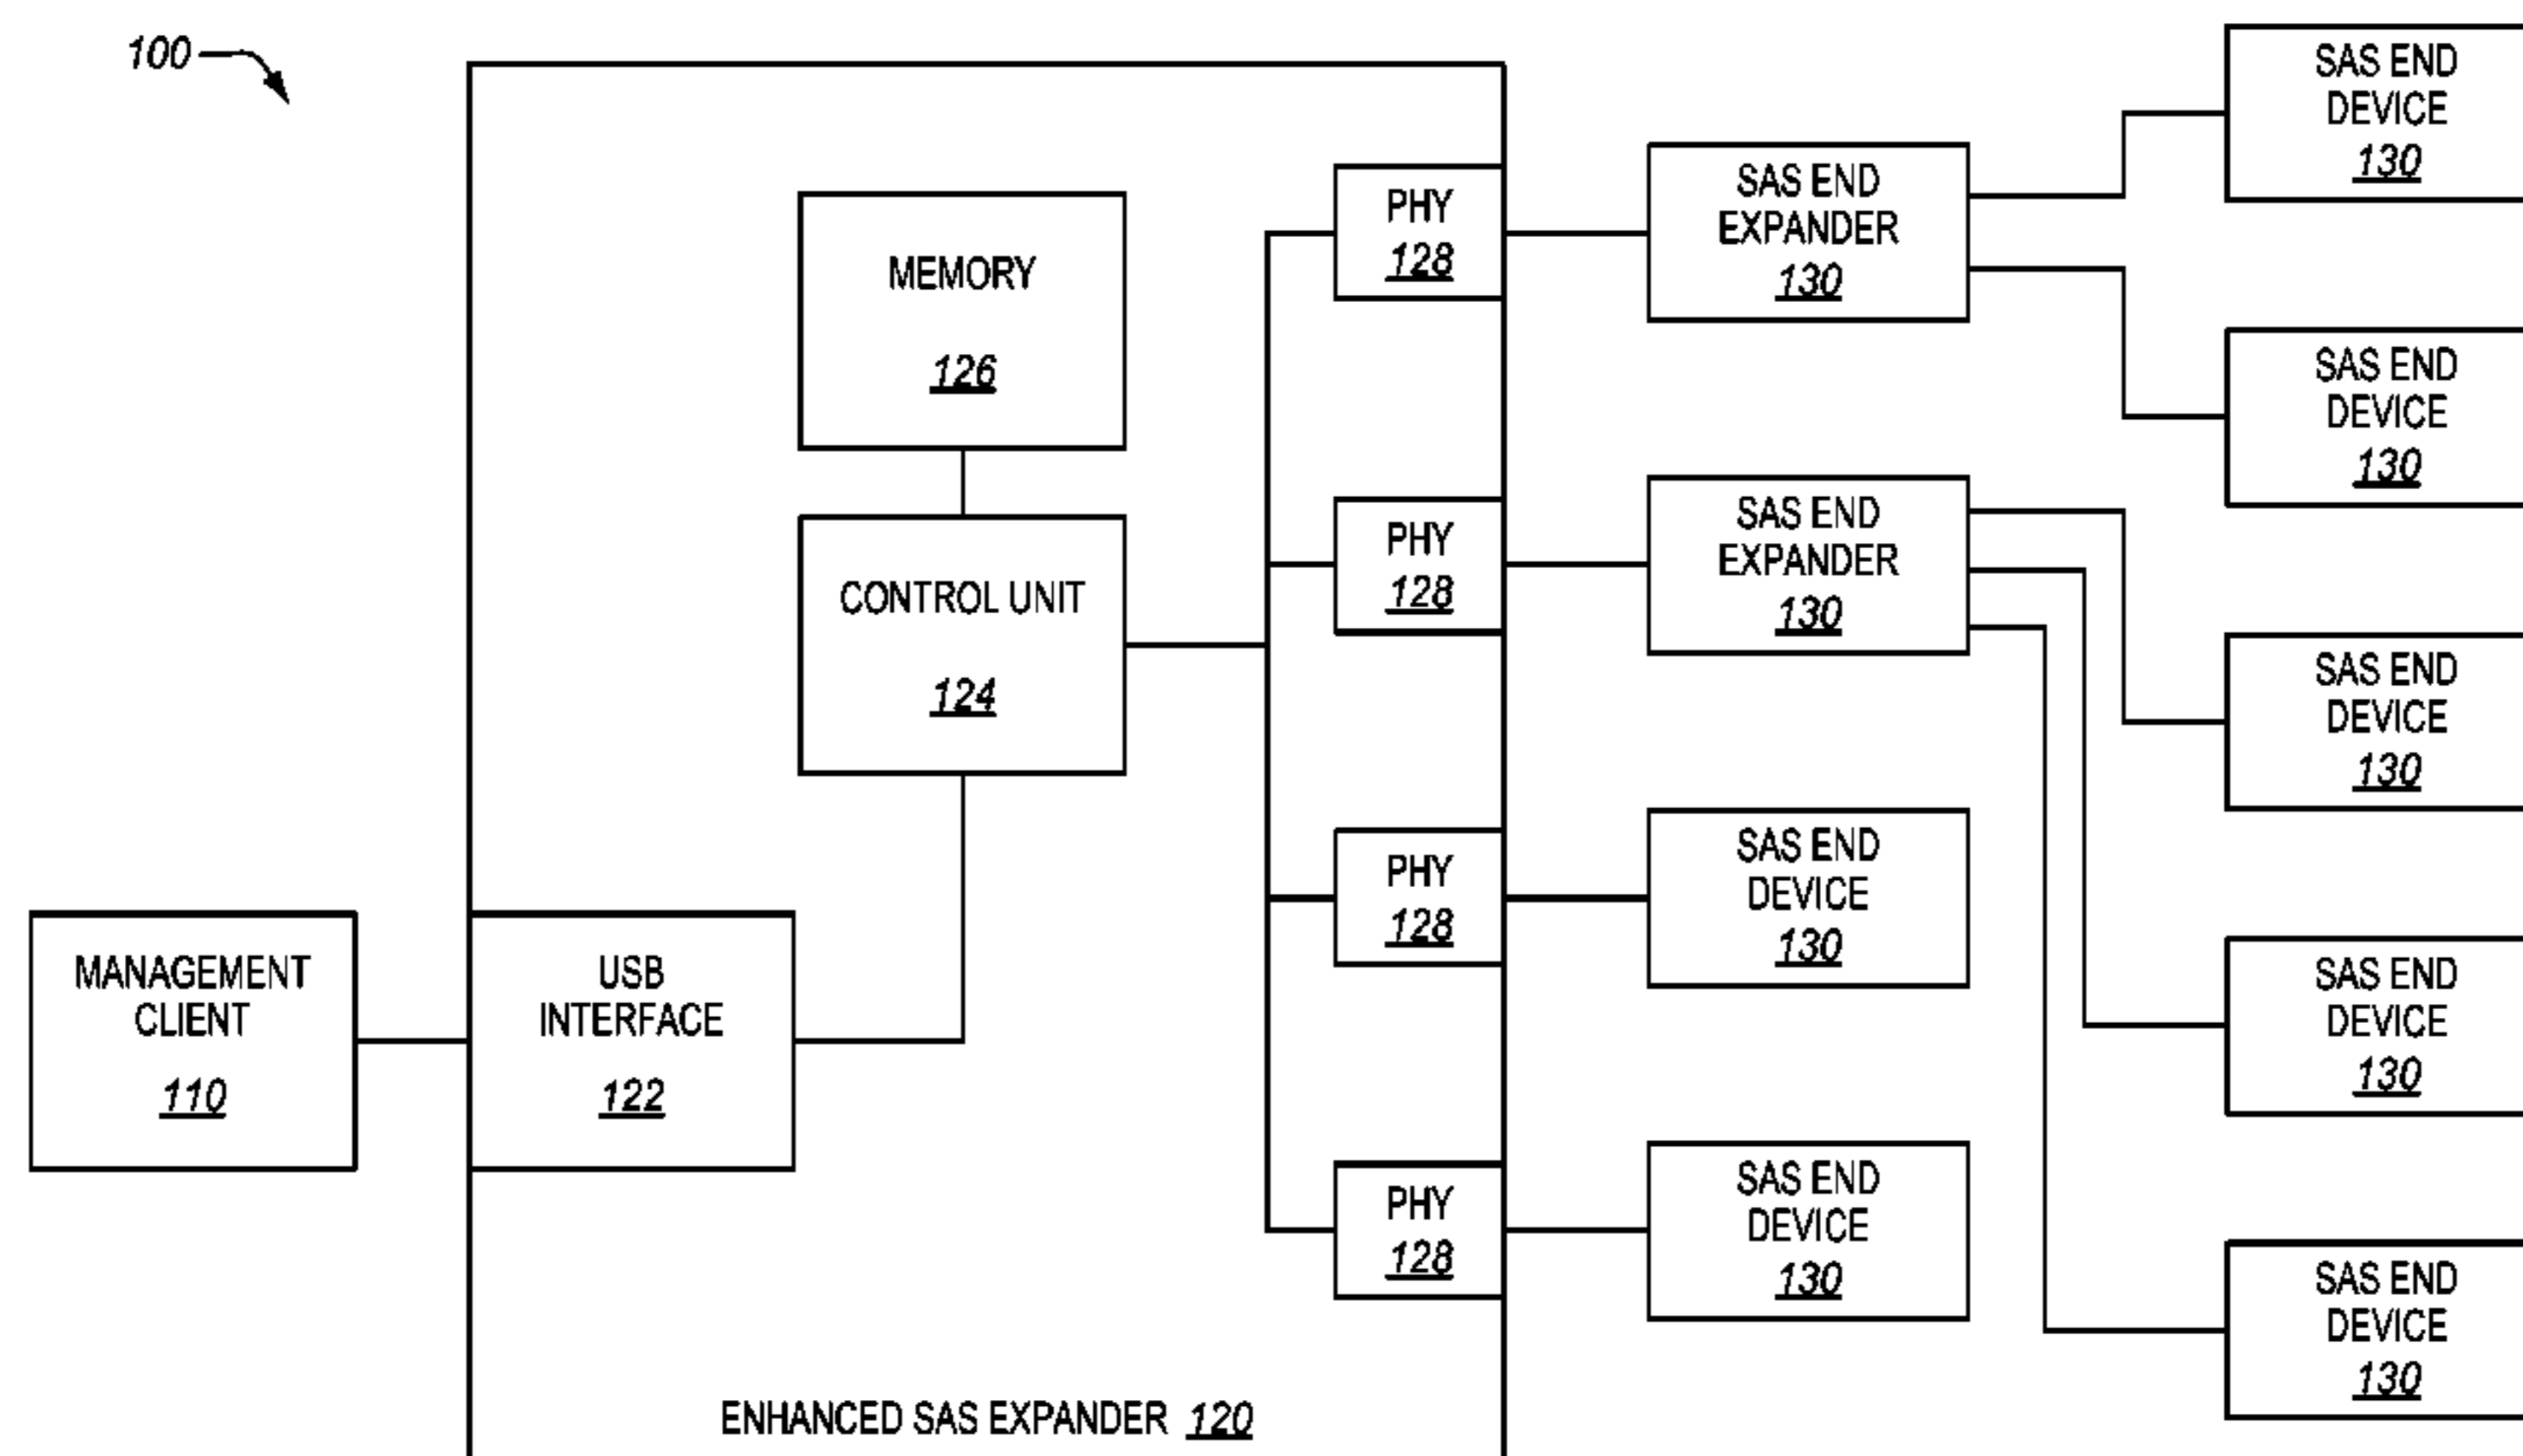 100
MEMORY
126
CONTROL UNIT
124
MANAGEMENT
CLIENT
110
USB
INTERFACE
122
PHY
128
PHY
128
PHY
128
PHY
128
ENHANCED SAS EXPANDER 120
SAS END
EXPANDER
130
SAS END
EXPANDER
130
SAS END
DEVICE
130
SAS END
DEVICE
130
SAS END
DEVICE
130
SAS END
DEVICE
130
SAS END
DEVICE
130
SAS END
DEVICE
130
SAS END
DEVICE
130